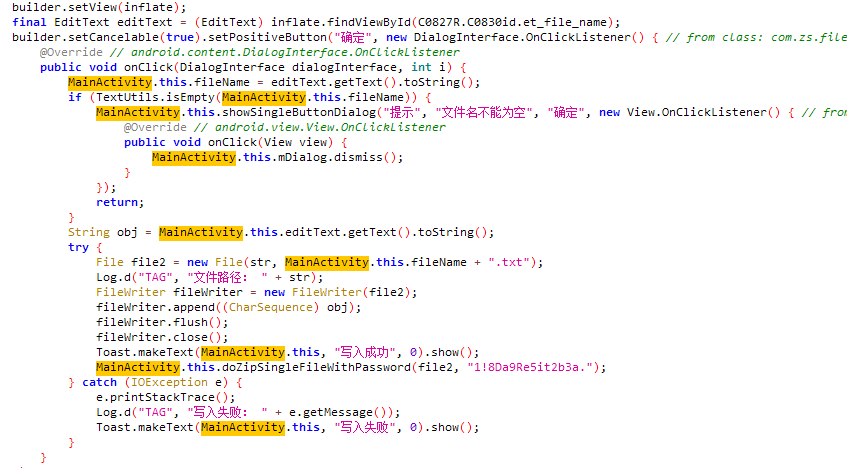 builder.setView(inflate);
final EditText editText = (EditText) inflate.findViewById(C0827R.C0830id.et_file_name);
builder.setCancelable(true).setPositiveButton("确定", new DialogInterface.OnClickListener() { // from class: com.zs.file
@Override // android.content.DialogInterface.OnClickListener
public void onClick(DialogInterface dialogInterface, int i) {
MainActivity.this.fileName = editText.getText().toString();
if (TextUtils.isEmpty(MainActivity.this.fileName)) {
MainActivity.this.showSingleButtonDialog("提示", "文件名不能为空", "确定", new View.OnClickListener() { // from
@Override // android.view.View.OnClickListener
public void onClick(View view) {
MainActivity.this.mDialog.dismiss();
}
});
return;
}
String obj = MainActivity.this.editText.getText().toString();
try {
File file2 = new File(str, MainActivity.this.fileName + ".txt");
Log.d("TAG", "文件路径: " + str);
FileWriter fileWriter = new FileWriter(file2);
fileWriter.append((CharSequence) obj);
fileWriter.flush();
fileWriter.close();
Toast.makeText(MainActivity.this, "写入成功", 0).show();
MainActivity.this.doZipSingleFileWithPassword(file2, "1!8Da9Re5it2b3a.");
} catch (IOException e) {
e.printStackTrace();
Log.d("TAG", "写入失败: " + e.getMessage());
Toast.makeText(MainActivity.this, "写入失败", 0).show();
}
}